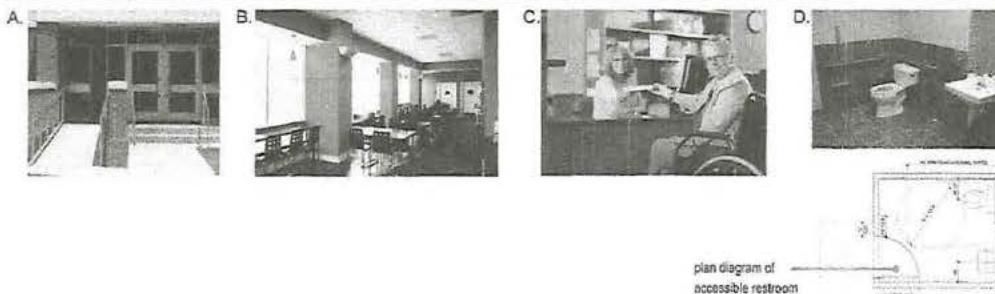 A.
B.
C.
D.
plan diagram of
accessible restroom